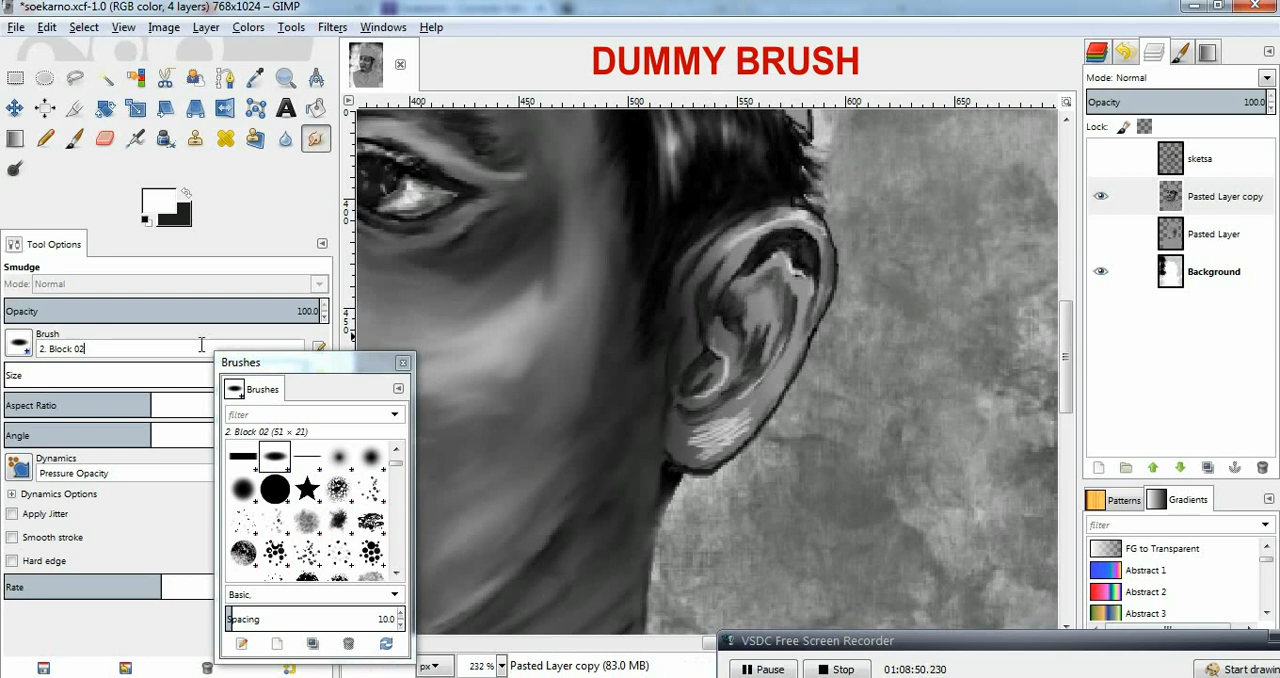 *soekarno.xcf-1.0 (RGB color, 4 layers) 768x1024 – GIMP
File Edit Select View Image Layer Colors Tools Filters Windows Help
DUMMY BRUSH
Mode: Normal
Opacity 100.0
Lock:
sketsa
Pasted Layer copy
Pasted Layer
Background
400 450 500 550 600 650
Tool Options
Smudge
Mode: Normal
Opacity 100.0
Brush
2. Block 02
Size
Aspect Ratio
Angle
Dynamics
Pressure Opacity
Dynamics Options
Apply Jitter
Smooth stroke
Hard edge
Rate
Brushes
Brushes
filter
2. Block 02 (51 × 21)
Basic,
Spacing 10.0
Patterns Gradients
filter
FG to Transparent
Abstract 1
Abstract 2
Abstract 3
px 232 % Pasted Layer copy (83.0 MB)
VSDC Free Screen Recorder
Pause Stop 01:08:50.230 Start drawin